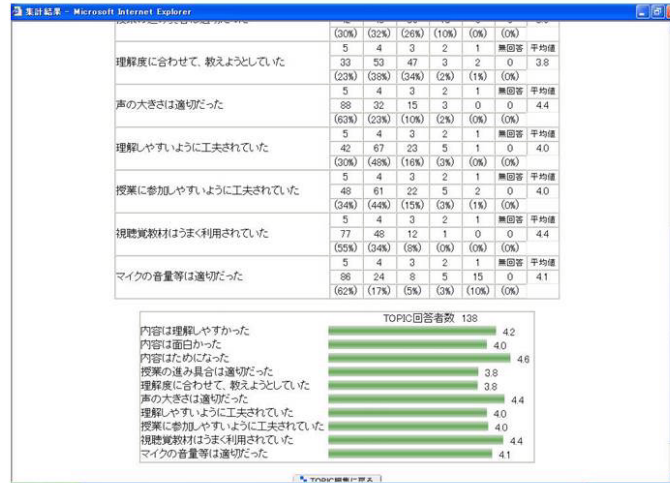 集計結果 - Microsoft Internet Explorer
(30%) (32%) (26%) (10%) (0%) (0%)
5 4 3 2 1 無回答 平均値
理解度に合わせて、教えようとしていた 33 53 47 3 2 0 3.8
(23%) (38%) (34%) (2%) (1%) (0%)
5 4 3 2 1 無回答 平均値
声の大きさは適切だった 88 32 15 3 0 0 4.4
(63%) (23%) (10%) (2%) (0%) (0%)
5 4 3 2 1 無回答 平均値
理解しやすいように工夫されていた 42 67 23 5 1 0 4.0
(30%) (48%) (16%) (3%) (0%) (0%)
5 4 3 2 1 無回答 平均値
授業に参加しやすいように工夫されていた 48 61 22 5 2 0 4.0
(34%) (44%) (15%) (3%) (1%) (0%)
5 4 3 2 1 無回答 平均値
視聴覚教材はうまく利用されていた 77 48 12 1 0 0 4.4
(55%) (34%) (8%) (0%) (0%) (0%)
5 4 3 2 1 無回答 平均値
マイクの音量等は適切だった 86 24 8 5 15 0 4.1
(62%) (17%) (5%) (3%) (10%) (0%)
TOPIC回答者数 138
内容は理解しやすかった 4.2
内容は面白かった 4.0
内容はためになった 4.6
授業の進み具合は適切だった 3.8
理解度に合わせて、教えようとしていた 3.8
声の大きさは適切だった 4.4
理解しやすいように工夫されていた 4.0
授業に参加しやすいように工夫されていた 4.0
視聴覚教材はうまく利用されていた 4.4
マイクの音量等は適切だった 4.1
TOPIC編集に戻る